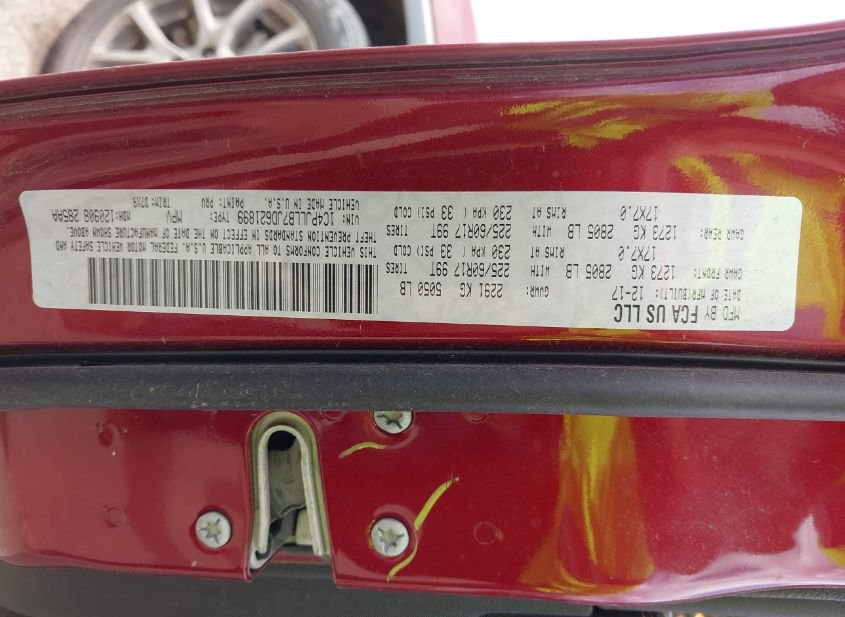 MFD BY FCA US LLC
DATE OF MFR(BUILT): 12-17 GVWR: 2291 KG 5050 LB
GAWR FRONT: 1273 KG 2805 LB WITH 225/60R17 99T TIRES
17X7.0 RIMS AT 230 KPA( 33 PSI) COLD
GAWR REAR: 1273 KG 2805 LB WITH 225/60R17 99T TIRES
17X7.0 RIMS AT 230 KPA( 33 PSI) COLD
THIS VEHICLE CONFORMS TO ALL APPLICABLE U.S.A. FEDERAL MOTOR VEHICLE SAFETY AND
THEFT PREVENTION STANDARDS IN EFFECT ON THE DATE OF MANUFACTURE SHOWN ABOVE.
VIN: 1C4PJLLB7JD621899 TYPE: MPV MDH:120908 285AA
VEHICLE MADE IN U.S.A. PAINT: PRV TRIM: D7X9